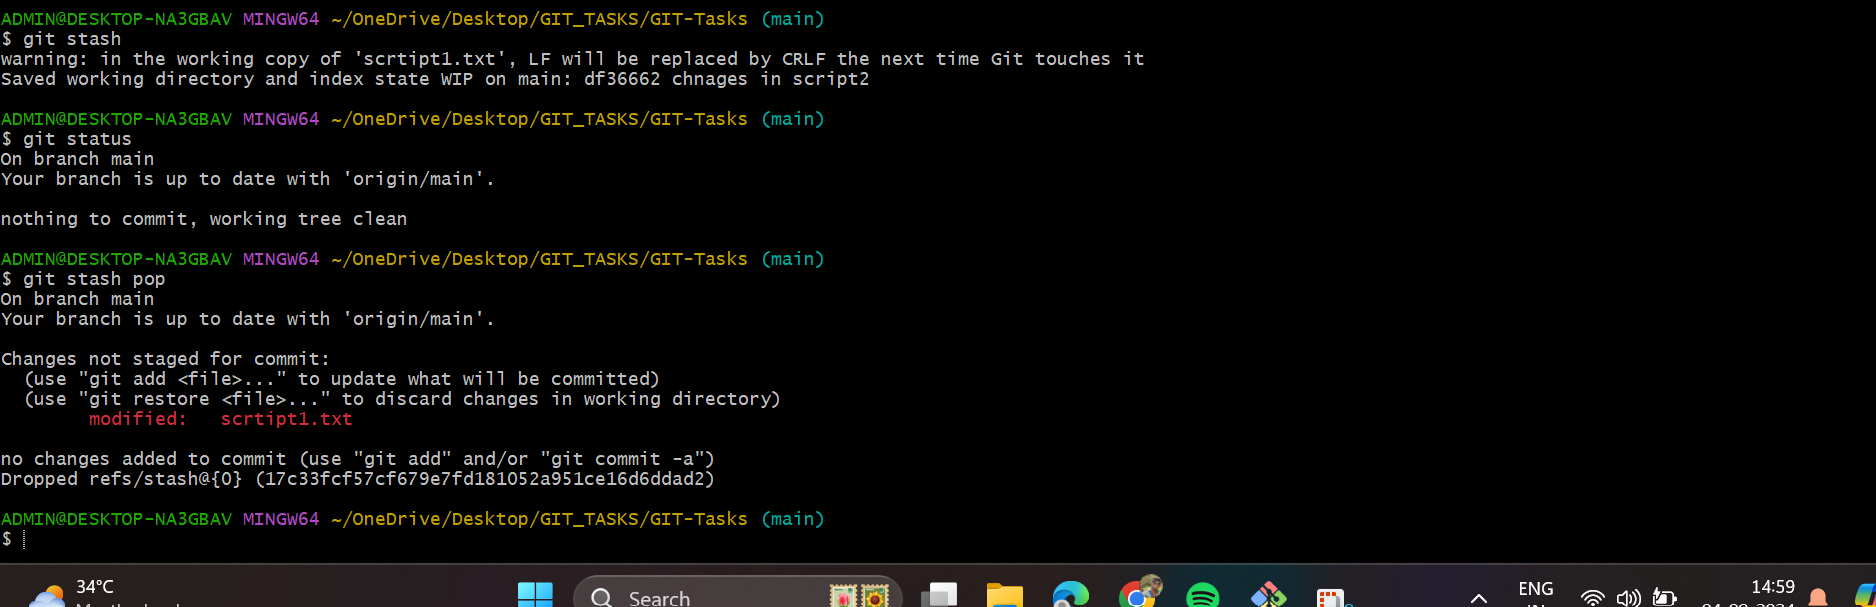 ADMIN@DESKTOP-NA3GBAV MINGW64 ~/OneDrive/Desktop/GIT_TASKS/GIT-Tasks (main)
$ git stash
warning: in the working copy of 'scrtipt1.txt', LF will be replaced by CRLF the next time Git touches it
Saved working directory and index state WIP on main: df36662 chnages in script2
ADMIN@DESKTOP-NA3GBAV MINGW64 ~/OneDrive/Desktop/GIT_TASKS/GIT-Tasks (main)
$ git status
On branch main
Your branch is up to date with 'origin/main'.
nothing to commit, working tree clean
ADMIN@DESKTOP-NA3GBAV MINGW64 ~/OneDrive/Desktop/GIT_TASKS/GIT-Tasks (main)
$ git stash pop
On branch main
Your branch is up to date with 'origin/main'.
Changes not staged for commit:
(use "git add <file>..." to update what will be committed)
(use "git restore <file>..." to discard changes in working directory)
modified: scrtipt1.txt
no changes added to commit (use "git add" and/or "git commit -a")
Dropped refs/stash@{0} (17c33fcf57cf679e7fd181052a951ce16d6ddad2)
ADMIN@DESKTOP-NA3GBAV MINGW64 ~/OneDrive/Desktop/GIT_TASKS/GIT-Tasks (main)
$
34°C
Search
ENG
14:59